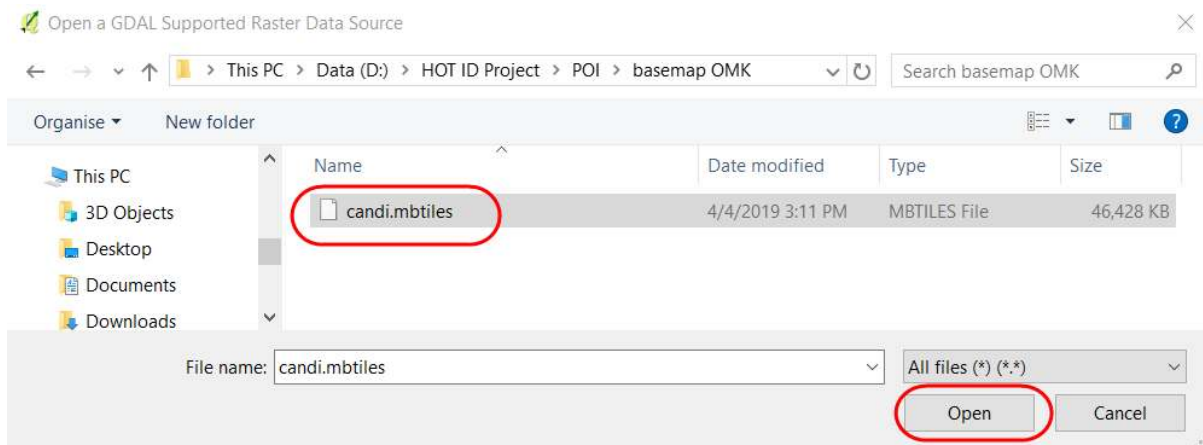 Open a GDAL Supported Raster Data Source
This PC > Data (D:) > HOT ID Project > POI > basemap OMK
Search basemap OMK
Organise
New folder
Name
Date modified
Type
Size
This PC
3D Objects
Desktop
Documents
Downloads
candi.mbtiles
4/4/2019 3:11 PM
MBTILES File
46,428 KB
File name:
candi.mbtiles
All files (*) (*.*)
Open
Cancel